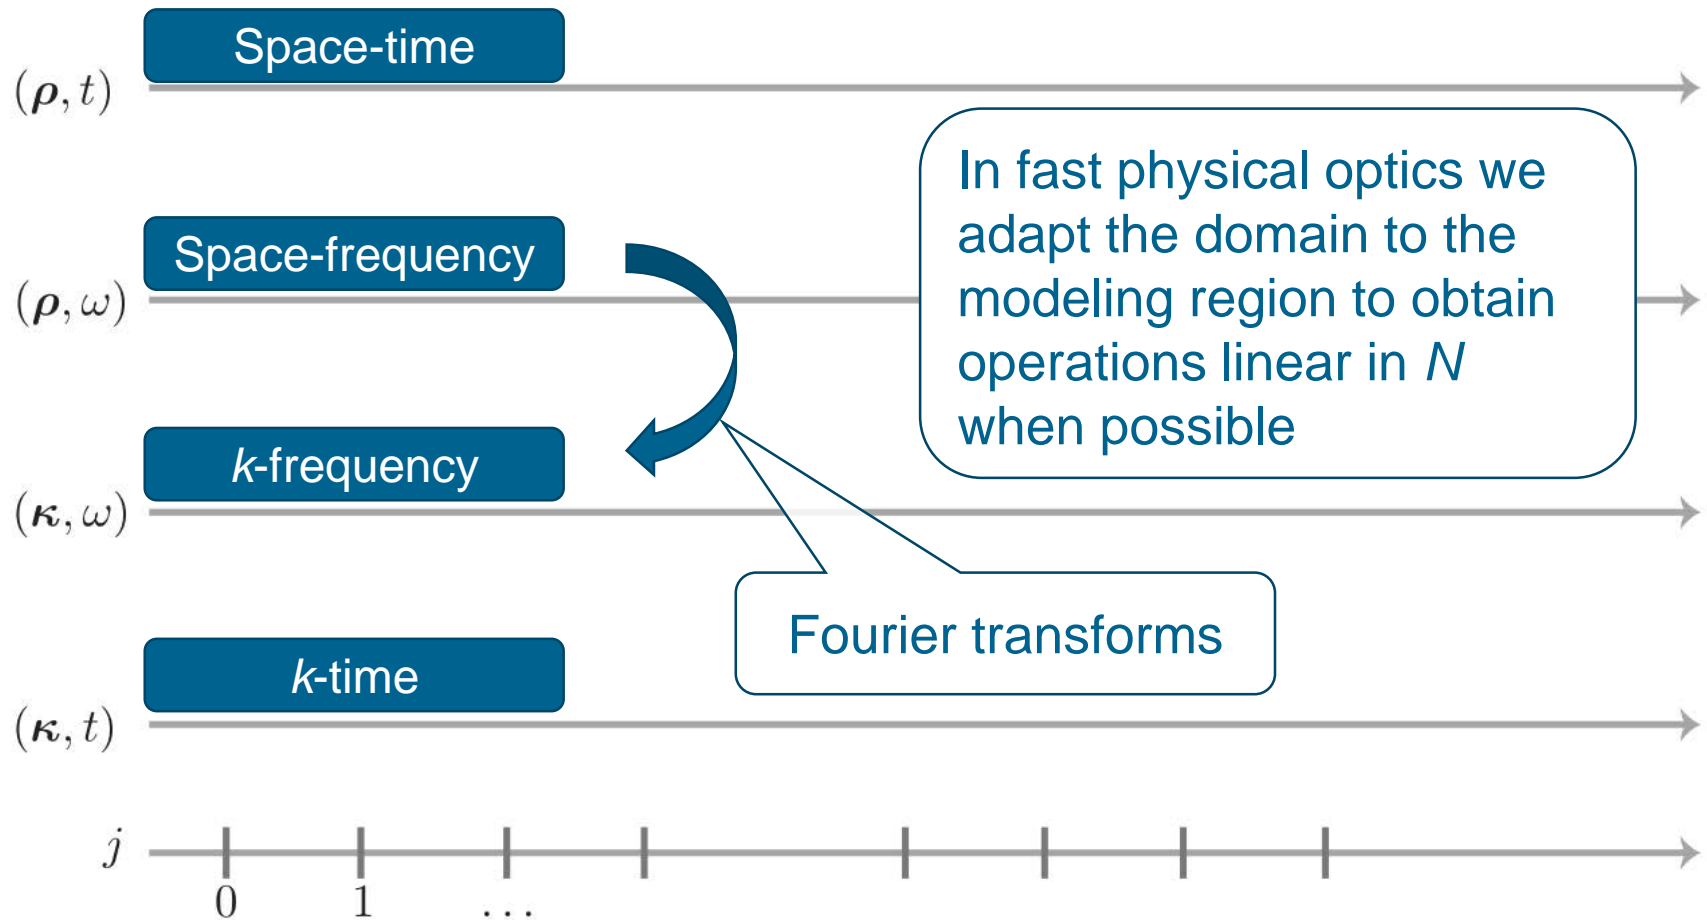 Space-time
(ρ, t)
In fast physical optics we
adapt the domain to the
modeling region to obtain
operations linear in N
when possible
Space-frequency
(ρ, ω)
k-frequency
(κ, ω)
Fourier transforms
k-time
(κ, t)
j
0 1 ...